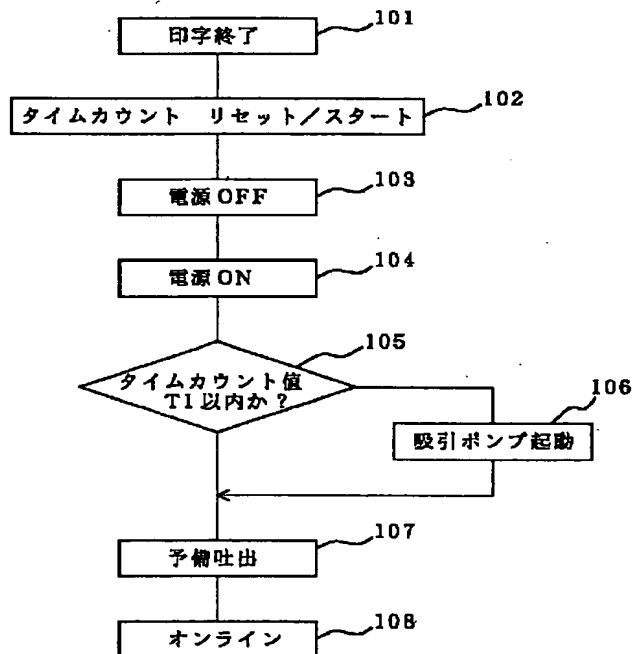 印字終了
101
タイムカウント リセット／スタート
102
電源OFF
103
電源ON
104
タイムカウント値
T1以内か？
105
吸引ポンプ起動
106
予備吐出
107
オンライン
108